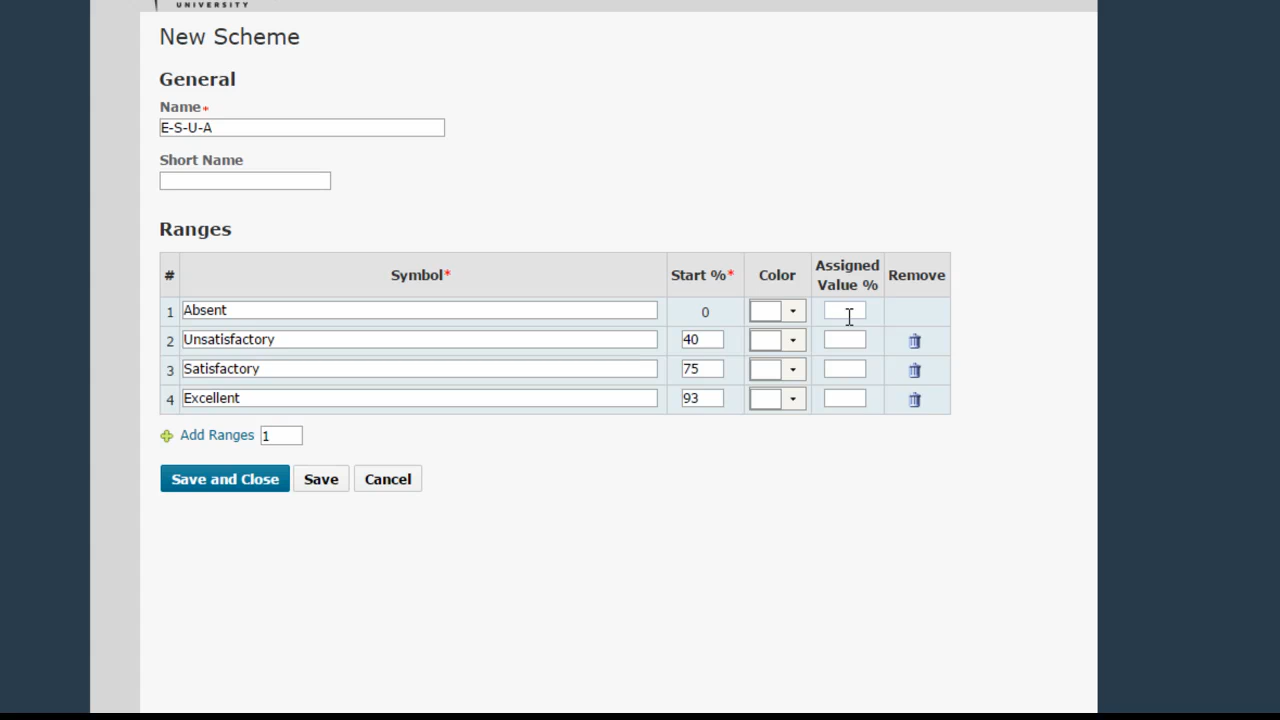 UNIVERSITY
New Scheme
General
Name*
E-S-U-A
Short Name
Ranges
# Symbol* Start %* Color Assigned Value % Remove
1 Absent 0
2 Unsatisfactory 40
3 Satisfactory 75
4 Excellent 93
Add Ranges 1
Save and Close Save Cancel